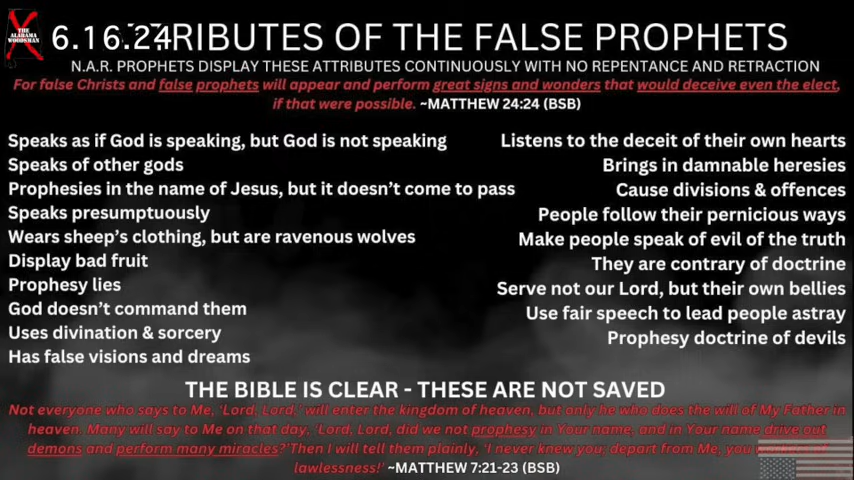 THE
ALABAMA
WOODSMAN
6.16.24 TRIBUTES OF THE FALSE PROPHETS
N.A.R. PROPHETS DISPLAY THESE ATTRIBUTES CONTINUOUSLY WITH NO REPENTANCE AND RETRACTION
For false Christs and false prophets will appear and perform great signs and wonders that would deceive even the elect,
if that were possible. ~MATTHEW 24:24 (BSB)
Speaks as if God is speaking, but God is not speaking
Speaks of other gods
Prophesies in the name of Jesus, but it doesn't come to pass
Speaks presumptuously
Wears sheep's clothing, but are ravenous wolves
Display bad fruit
Prophesy lies
God doesn't command them
Uses divination & sorcery
Has false visions and dreams
Listens to the deceit of their own hearts
Brings in damnable heresies
Cause divisions & offences
People follow their pernicious ways
Make people speak of evil of the truth
They are contrary of doctrine
Serve not our Lord, but their own bellies
Use fair speech to lead people astray
Prophesy doctrine of devils
THE BIBLE IS CLEAR - THESE ARE NOT SAVED
Not everyone who says to Me, 'Lord, Lord,' will enter the kingdom of heaven, but only he who does the will of My Father in
heaven. Many will say to Me on that day, 'Lord, Lord, did we not prophesy in Your name, and in Your name drive out
demons and perform many miracles?' Then I will tell them plainly, 'I never knew you; depart from Me, you of
lawlessness!' ~MATTHEW 7:21-23 (BSB)